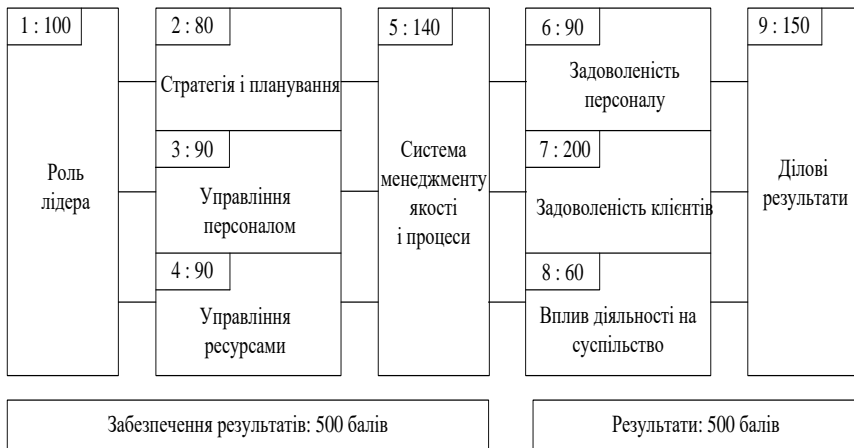 1 : 100
Роль
лідера
2 : 80
Стратегія і планування
3 : 90
Управління
персоналом
4 : 90
Управління
ресурсами
5 : 140
Система
менеджменту
якості
і процеси
6 : 90
Задоволеність
персоналу
7 : 200
Задоволеність клієнтів
8 : 60
Вплив діяльності на
суспільство
9 : 150
Ділові
результати
Забезпечення результатів: 500 балів
Результати: 500 балів